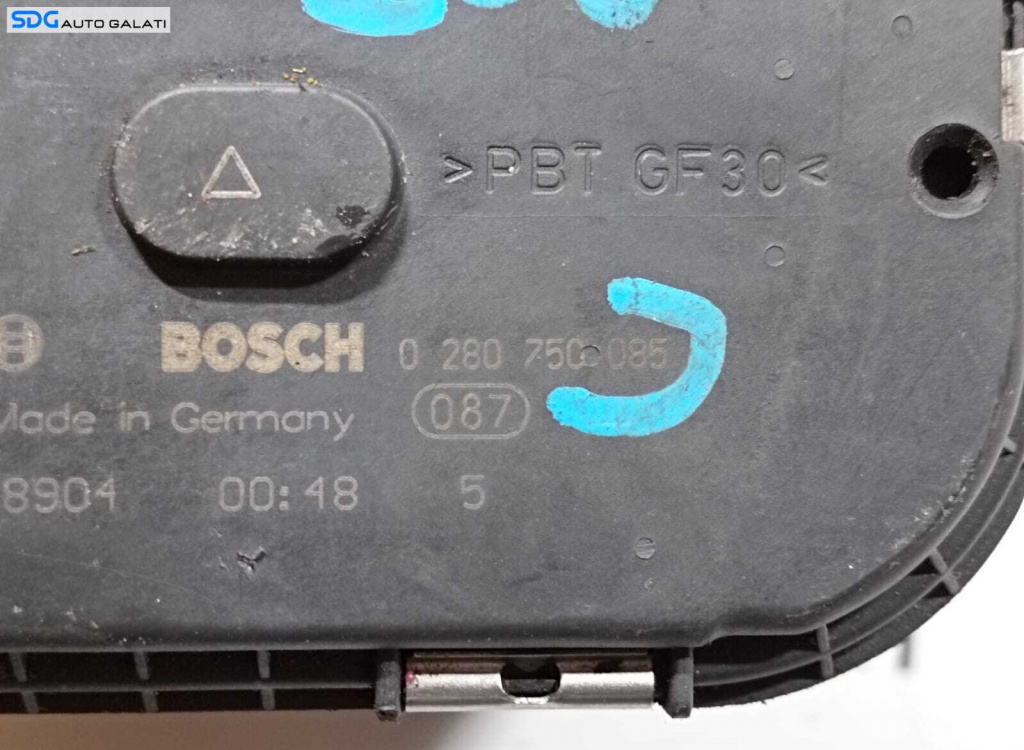 SDG AUTO GALATI
>PBT GF30<
BOSCH 0 280 750 085
Made in Germany 087
8904 00:48 5